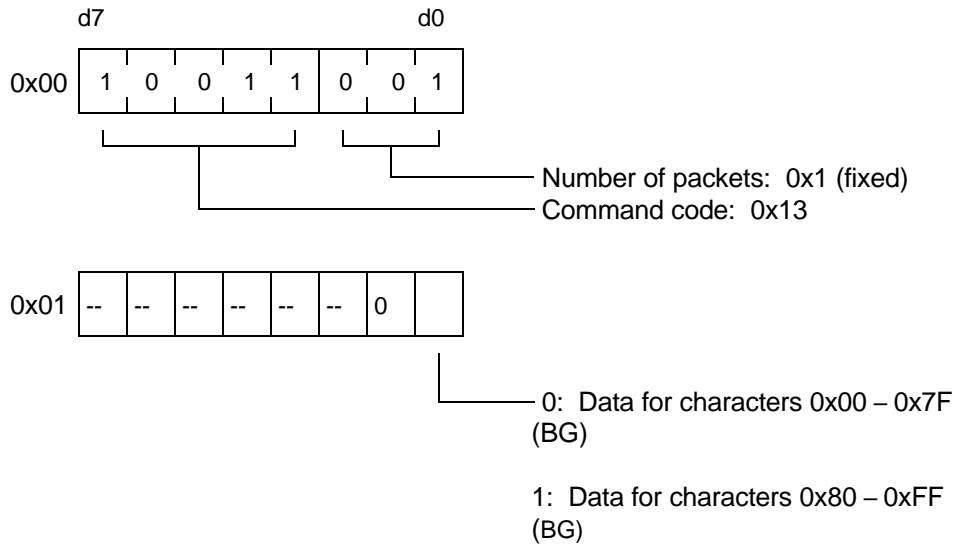 d7 d0
0x00 1 0 0 1 1 0 0 1
Number of packets: 0x1 (fixed)
Command code: 0x13
0x01 -- -- -- -- -- -- 0
0: Data for characters 0x00 – 0x7F
(BG)
1: Data for characters 0x80 – 0xFF
(BG)